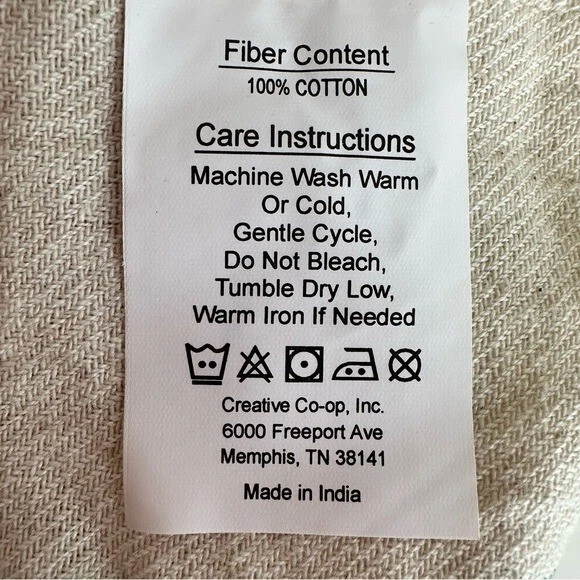 Fiber Content
100% COTTON
Care Instructions
Machine Wash Warm
Or Cold,
Gentle Cycle,
Do Not Bleach,
Tumble Dry Low,
Warm Iron If Needed
Creative Co-op, Inc.
6000 Freeport Ave
Memphis, TN 38141
Made in India